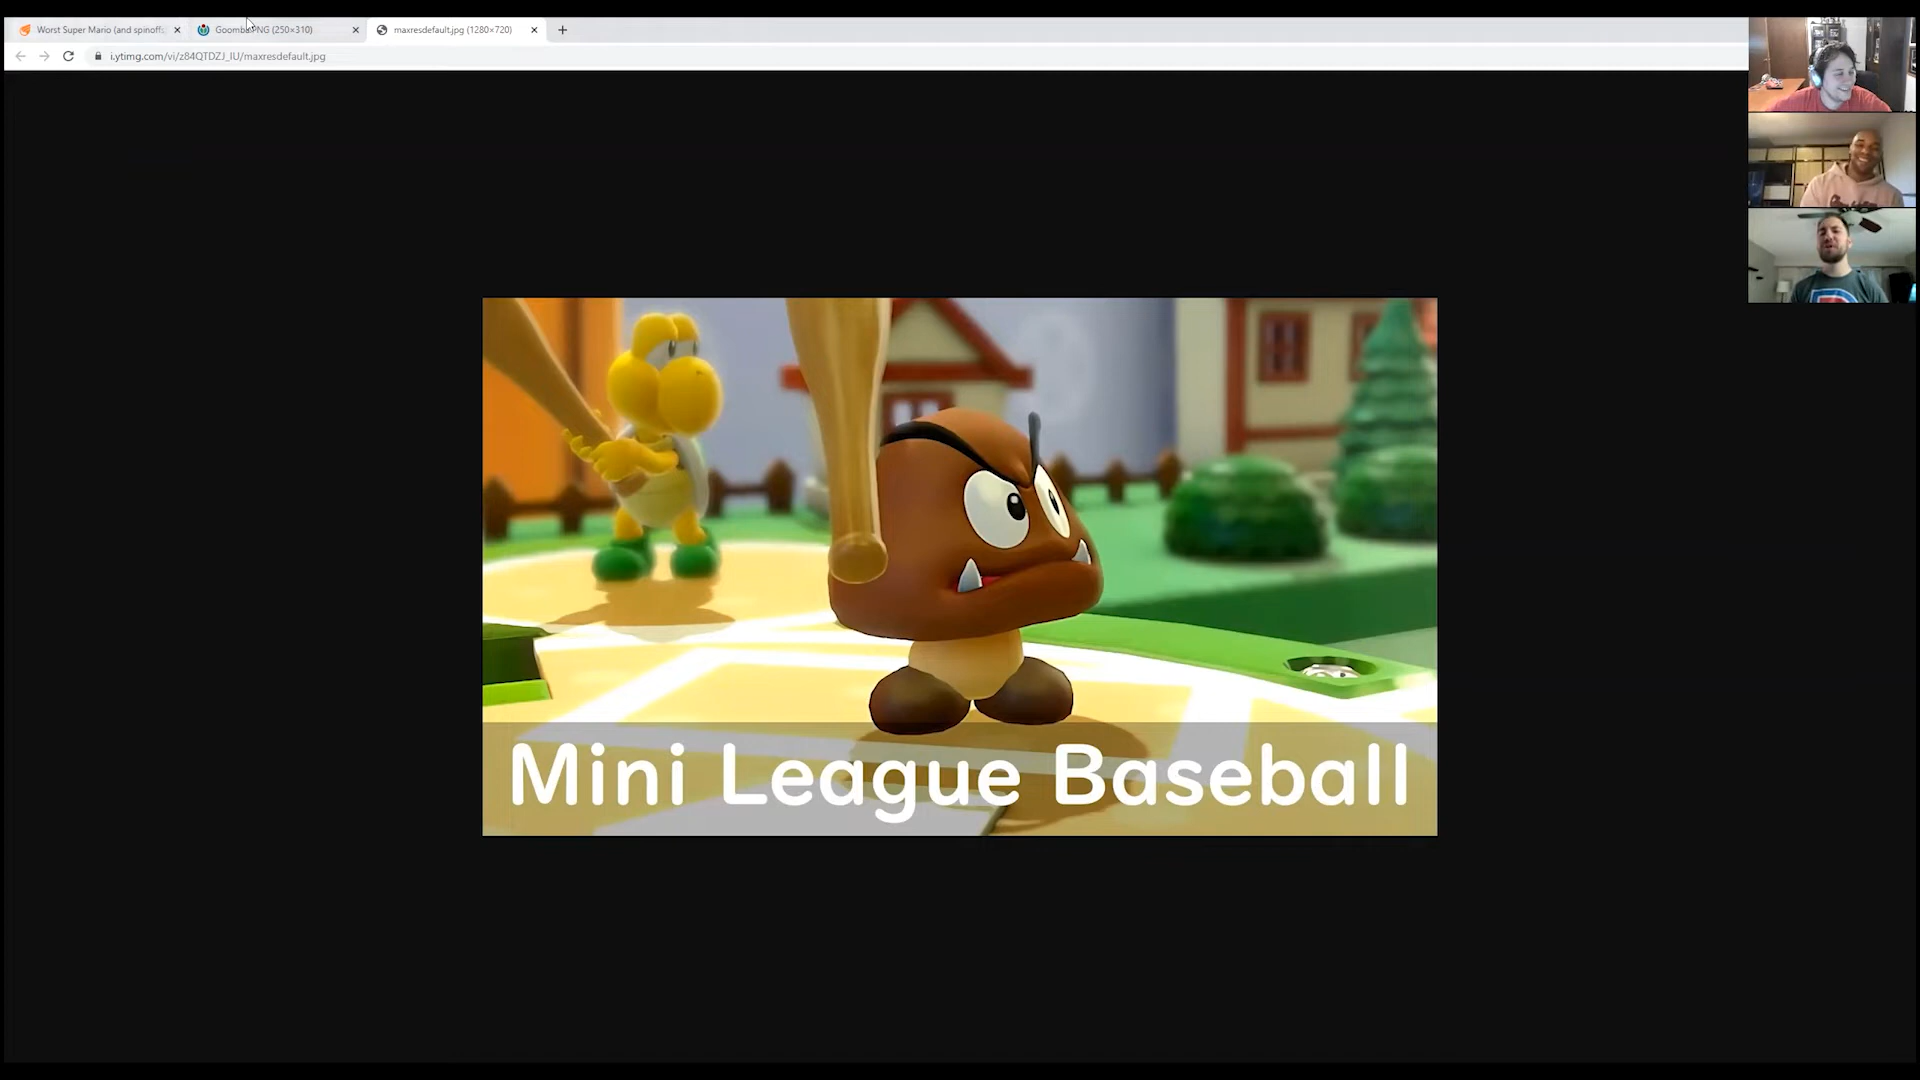 Worst Super Mario (and spinoffs
Goomba.PNG (250×310)
maxresdefault.jpg (1280×720)
i.ytimg.com/vi/z84QTDZJ_IU/maxresdefault.jpg
Mini League Baseball